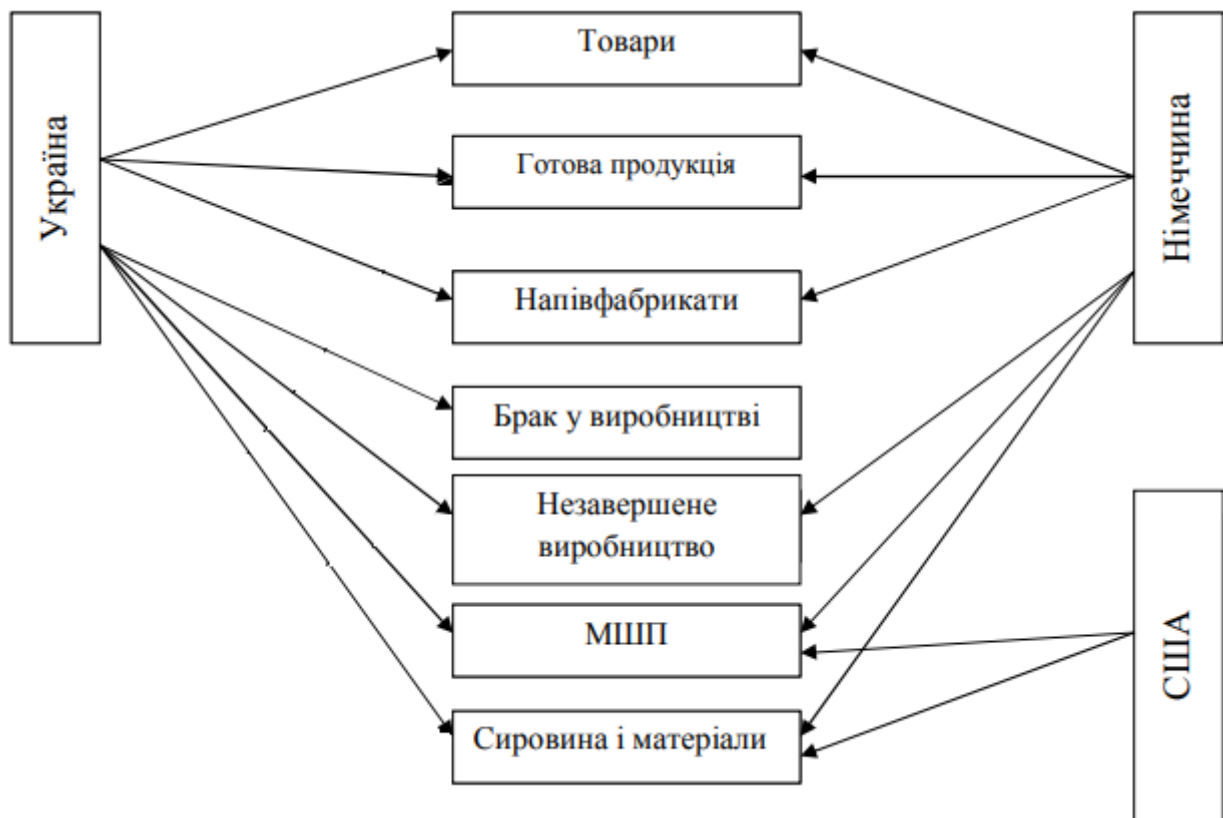 Україна
Товари
Готова продукція
Напівфабрикати
Брак у виробництві
Незавершене
виробництво
МШП
Сировина і матеріали
Німеччина
США